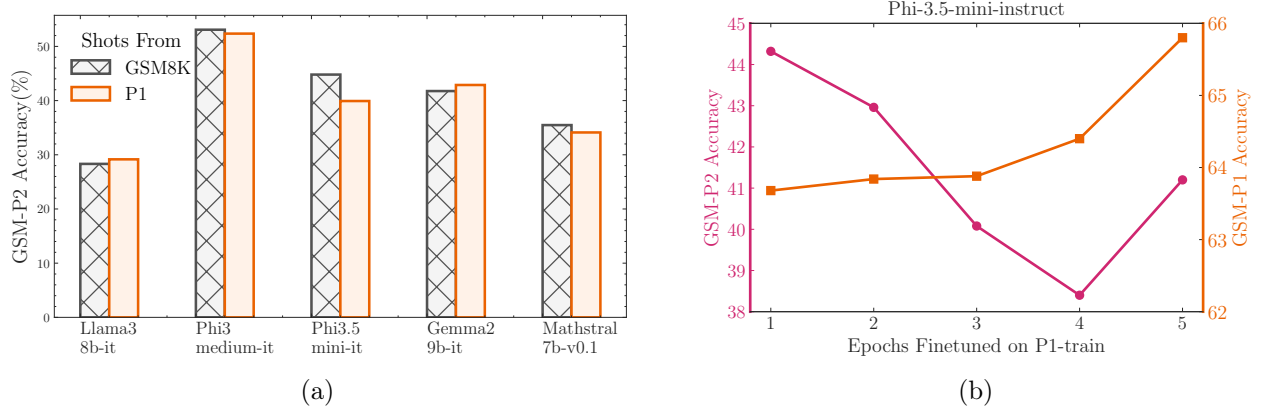 GSM-P2 Accuracy(%)
50
40
30
20
10
0
Shots From
GSM8K
P1
Llama3
8b-it
Phi3
medium-it
Phi3.5
mini-it
Gemma2
9b-it
Mathstral
7b-v0.1
(a)
Phi-3.5-mini-instruct
GSM-P2 Accuracy
45
44
43
42
41
40
39
38
GSM-P1 Accuracy
66
65
64
63
62
1 2 3 4 5
Epochs Finetuned on P1-train
(b)